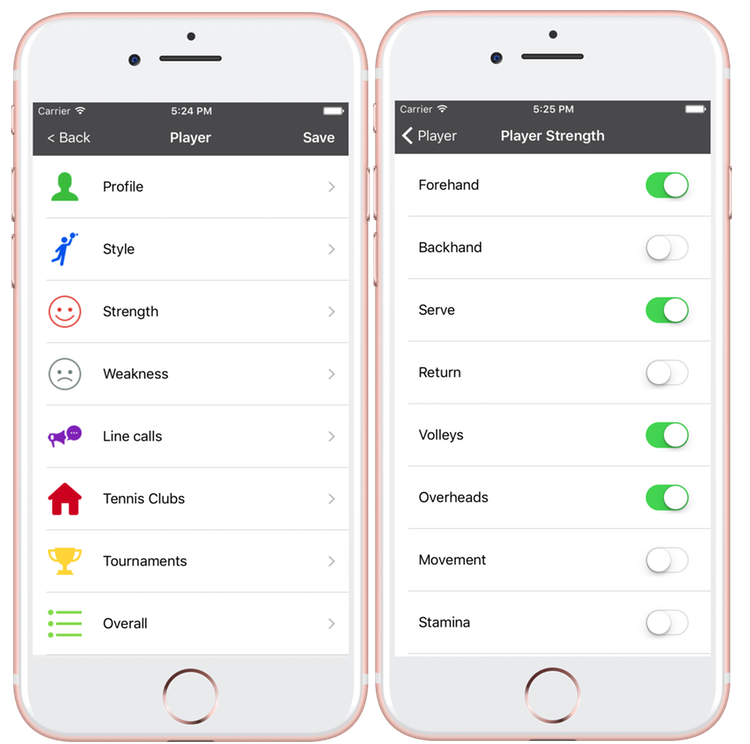 Carrier 5:24 PM
< Back Player Save
Profile
Style
Strength
Weakness
Line calls
Tennis Clubs
Tournaments
Overall
Carrier 5:25 PM
Player Player Strength
Forehand
Backhand
Serve
Return
Volleys
Overheads
Movement
Stamina